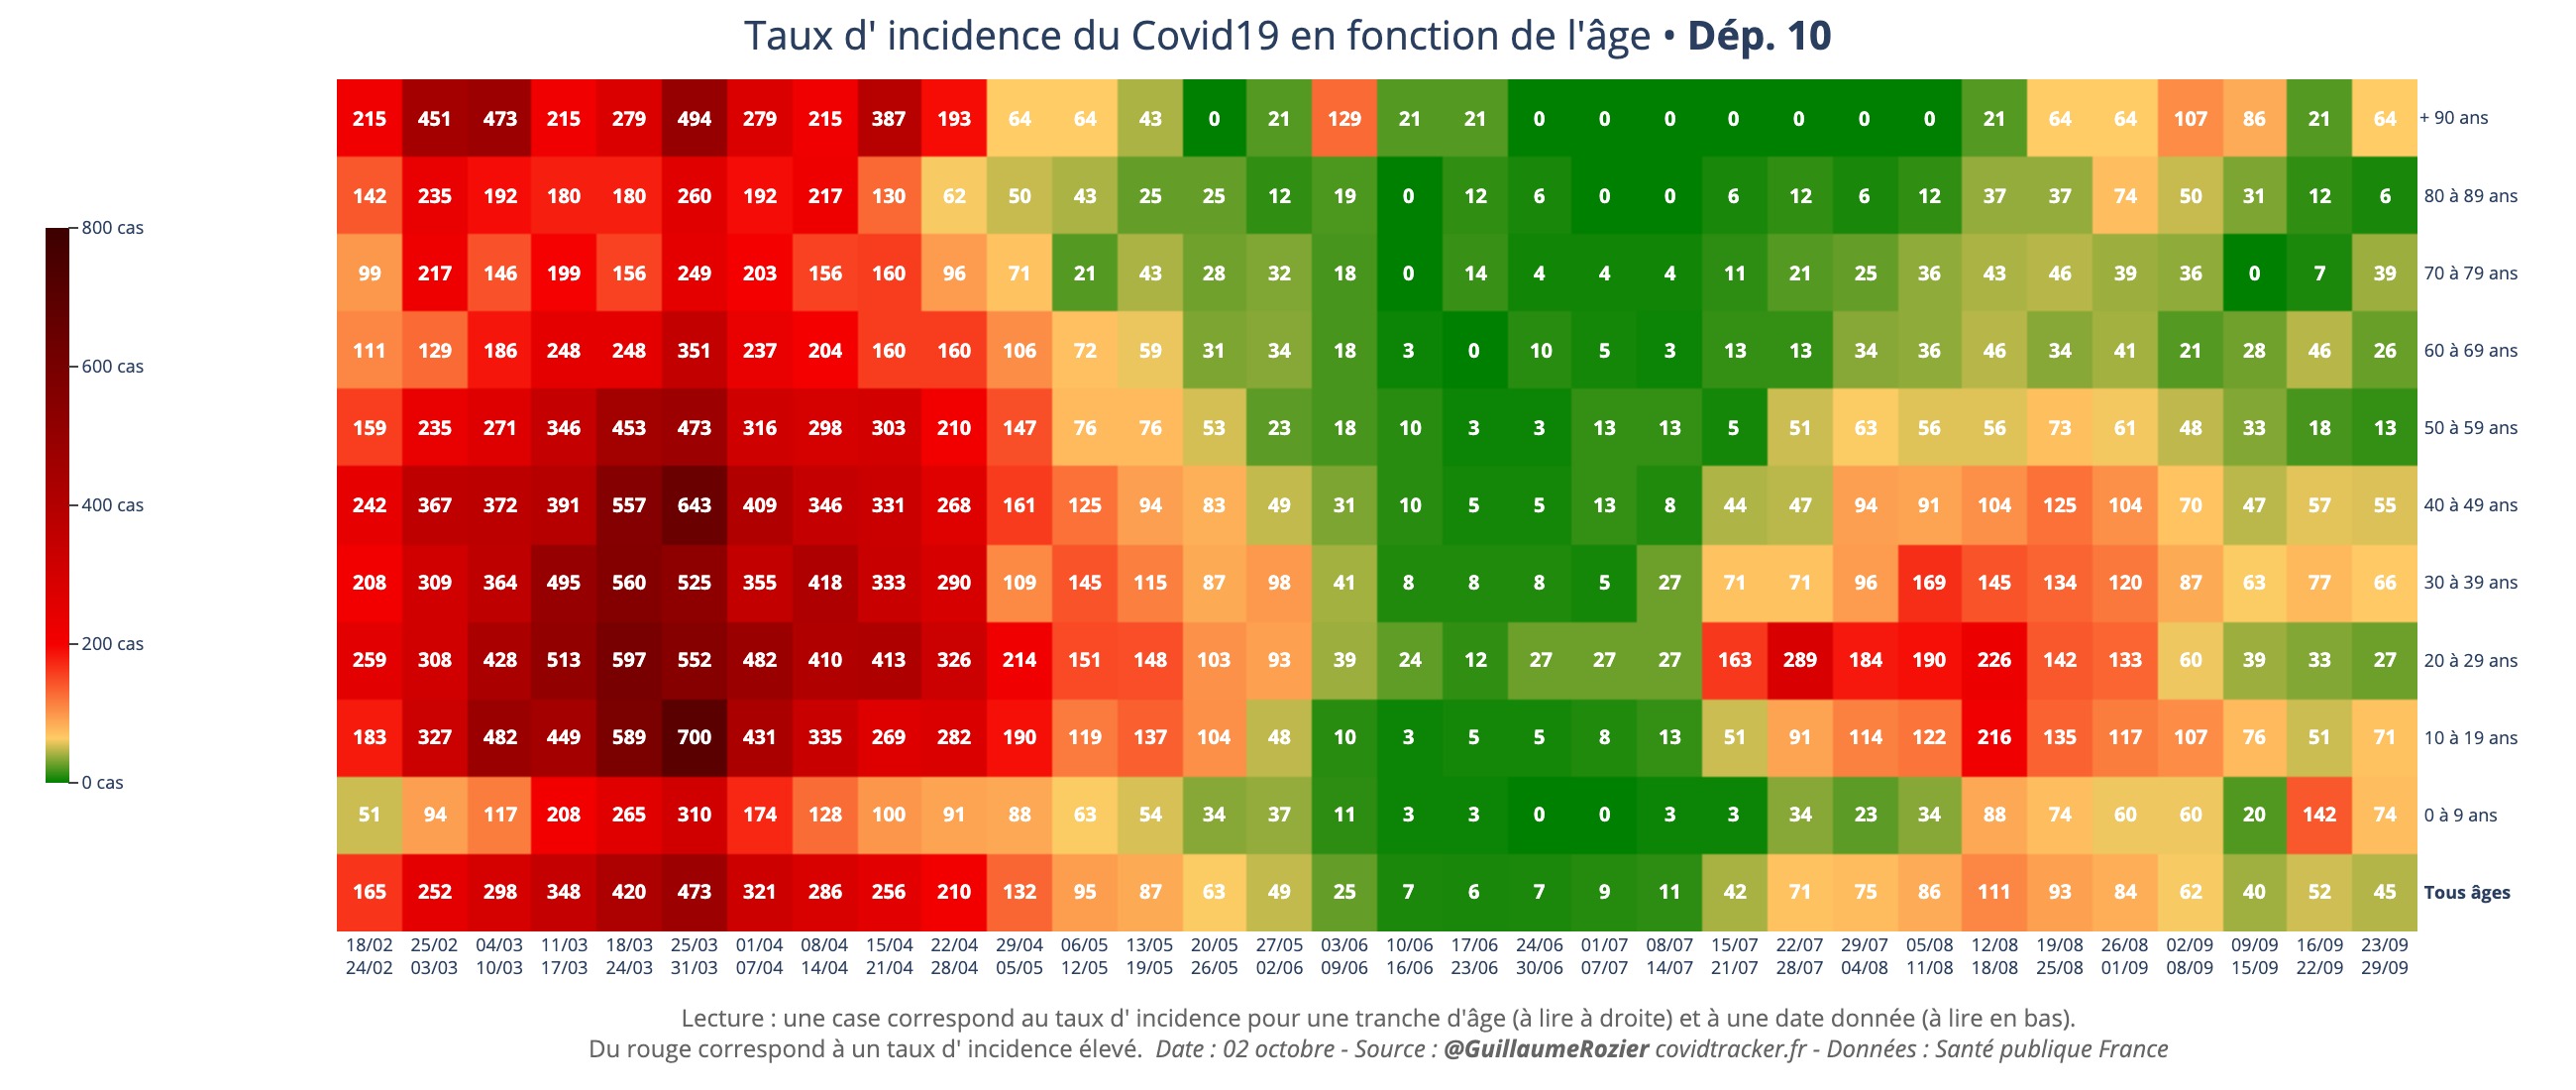 Taux d' incidence du Covid19 en fonction de l'âge • Dép. 10
800 cas
600 cas
400 cas
200 cas
0 cas
215 451 473 215 279 494 279 215 387 193 64 64 43 0 21 129 21 21 0 0 0 0 0 0 0 21 64 64 107 86 21 64 + 90 ans
142 235 192 180 180 260 192 217 130 62 50 43 25 25 12 19 0 12 6 0 0 6 12 6 12 37 37 74 50 31 12 6 80 à 89 ans
99 217 146 199 156 249 203 156 160 96 71 21 43 28 32 18 0 14 4 4 4 11 21 25 36 43 46 39 36 0 7 39 70 à 79 ans
111 129 186 248 248 351 237 204 160 160 106 72 59 31 34 18 3 0 10 5 3 13 13 34 36 46 34 41 21 28 46 26 60 à 69 ans
159 235 271 346 453 473 316 298 303 210 147 76 76 53 23 18 10 3 3 13 13 5 51 63 56 56 73 61 48 33 18 13 50 à 59 ans
242 367 372 391 557 643 409 346 331 268 161 125 94 83 49 31 10 5 5 13 8 44 47 94 91 104 125 104 70 47 57 55 40 à 49 ans
208 309 364 495 560 525 355 418 333 290 109 145 115 87 98 41 8 8 8 5 27 71 71 96 169 145 134 120 87 63 77 66 30 à 39 ans
259 308 428 513 597 552 482 410 413 326 214 151 148 103 93 39 24 12 27 27 27 163 289 184 190 226 142 133 60 39 33 27 20 à 29 ans
183 327 482 449 589 700 431 335 269 282 190 119 137 104 48 10 3 5 5 8 13 51 91 114 122 216 135 117 107 76 51 71 10 à 19 ans
51 94 117 208 265 310 174 128 100 91 88 63 54 34 37 11 3 3 0 0 3 3 34 23 34 88 74 60 60 20 142 74 0 à 9 ans
165 252 298 348 420 473 321 286 256 210 132 95 87 63 49 25 7 6 7 9 11 42 71 75 86 111 93 84 62 40 52 45 Tous âges
18/02 25/02 04/03 11/03 18/03 25/03 01/04 08/04 15/04 22/04 29/04 06/05 13/05 20/05 27/05 03/06 10/06 17/06 24/06 01/07 08/07 15/07 22/07 29/07 05/08 12/08 19/08 26/08 02/09 09/09 16/09 23/09
24/02 03/03 10/03 17/03 24/03 31/03 07/04 14/04 21/04 28/04 05/05 12/05 19/05 26/05 02/06 09/06 16/06 23/06 30/06 07/07 14/07 21/07 28/07 04/08 11/08 18/08 25/08 01/09 08/09 15/09 22/09 29/09
Lecture : une case correspond au taux d' incidence pour une tranche d'âge (à lire à droite) et à une date donnée (à lire en bas).
Du rouge correspond à un taux d' incidence élevé. Date : 02 octobre - Source : @GuillaumeRozier covidtracker.fr - Données : Santé publique France